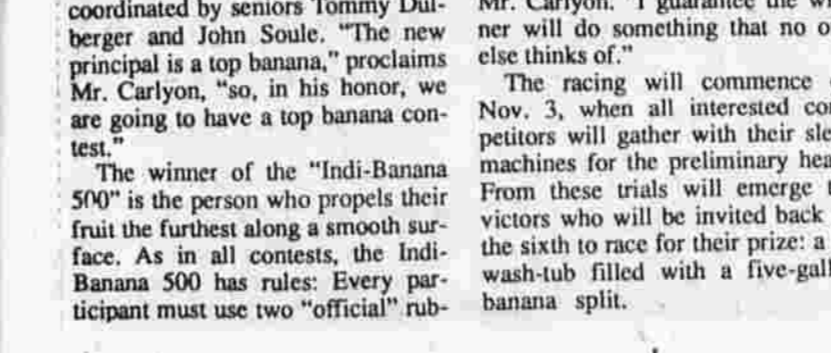 coordinated by seniors Tommy Dul-
berger and John Soule. "The new
principal is a top banana," proclaims
Mr. Carlyon, "so, in his honor, we
are going to have a top banana con-
test."
The winner of the "Indi-Banana
500" is the person who propels their
fruit the furthest along a smooth sur-
face. As in all contests, the Indi-
Banana 500 has rules: Every par-
ticipant must use two "official" rub-
Mr. Carlyon. "I guarantee the
ner will do something that no
else thinks of."
The racing will commence
Nov. 3, when all interested co
petitors will gather with their sle
machines for the preliminary hea
From these trials will emerge
victors who will be invited back
the sixth to race for their prize: a
wash-tub filled with a five-gall
banana split.